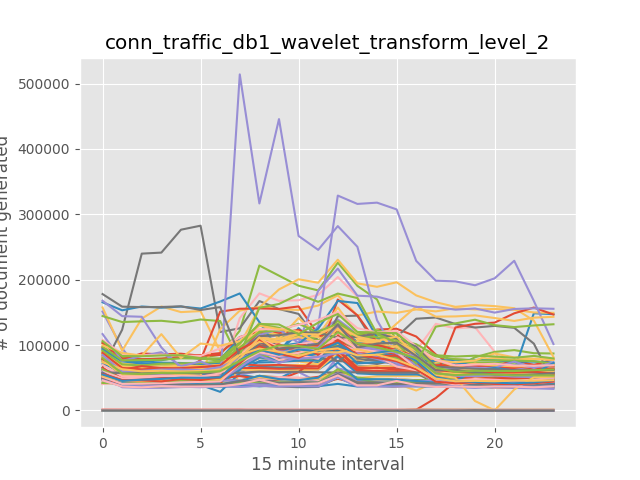 conn_traffic_db1_wavelet_transform_level_2
500000
400000
300000
200000
100000
0
# of document generated
0 5 10 15 20
15 minute interval